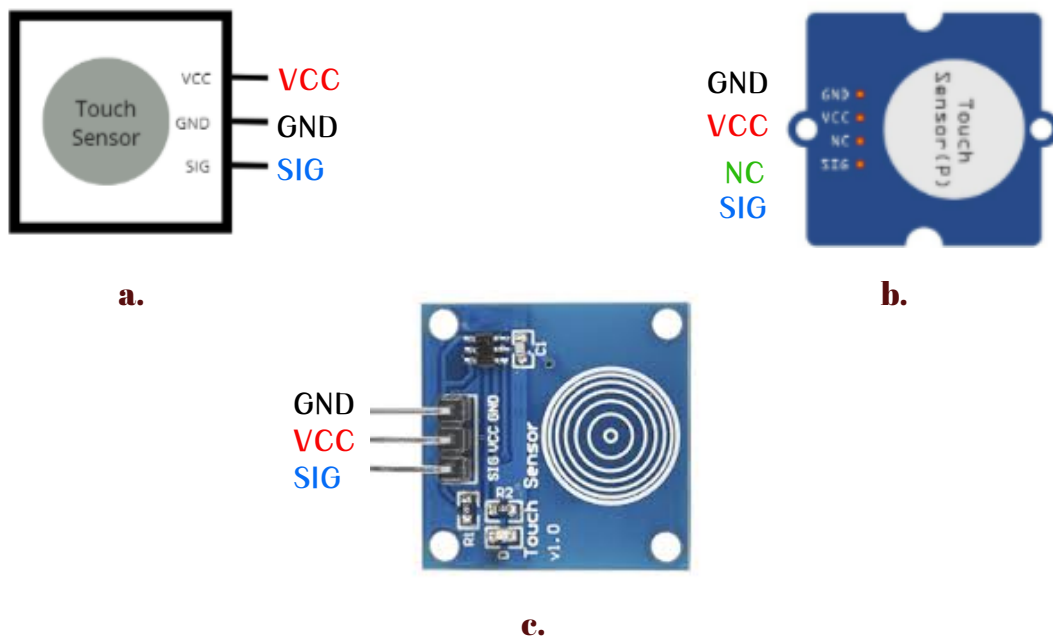 VCC
GND
SIG
Touch
Sensor
VCC
GND
SIG
a.
GND
VCC
NC
SIG
GND
VCC
NC
SIG
Touch
Sensor(P)
b.
GND
VCC
SIG
SIG VCC GND
C1
R1
R2
D
Touch Sensor
v1.0
c.